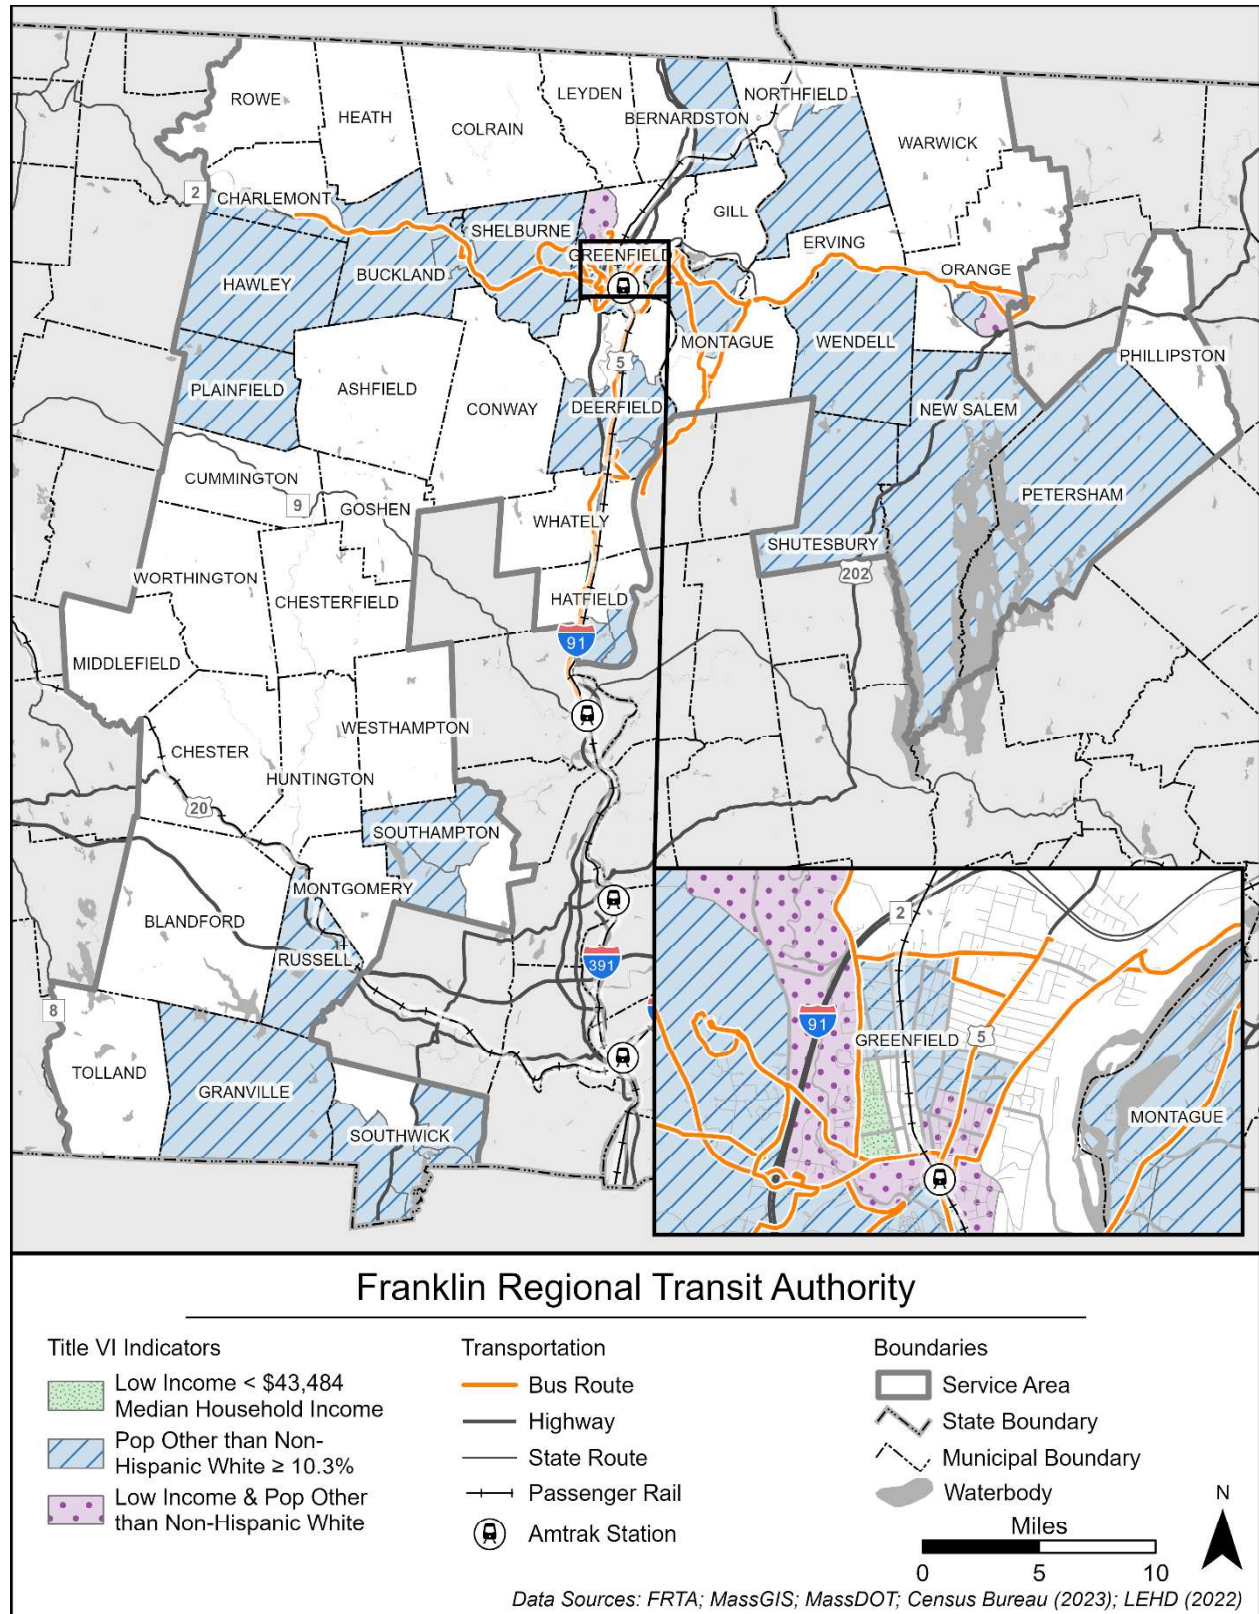 ROWE
HEATH
COLRAIN
LEYDEN
BERNARDSTON
NORTHFIELD
WARWICK
2
CHARLEMONT
SHELBURNE
GILL
GREENFIELD
ERVING
HAWLEY
BUCKLAND
ORANGE
MONTAGUE
WENDELL
PHILLIPSTON
5
PLAINFIELD
ASHFIELD
CONWAY
DEERFIELD
NEW SALEM
CUMMINGTON
9
GOSHEN
PETERSHAM
WHATELY
SHUTESBURY
202
WORTHINGTON
CHESTERFIELD
HATFIELD
91
MIDDLEFIELD
WESTHAMPTON
CHESTER
HUNTINGTON
20
SOUTHAMPTON
MONTGOMERY
BLANDFORD
RUSSELL
391
8
TOLLAND
GRANVILLE
SOUTHWICK
2
91
GREENFIELD
5
MONTAGUE
Franklin Regional Transit Authority
Title VI Indicators
Low Income < $43,484
Median Household Income
Pop Other than Non-
Hispanic White ≥ 10.3%
Low Income & Pop Other
than Non-Hispanic White
Transportation
Bus Route
Highway
State Route
Passenger Rail
Amtrak Station
Boundaries
Service Area
State Boundary
Municipal Boundary
Waterbody
Miles
0 5 10
N
Data Sources: FRTA; MassGIS; MassDOT; Census Bureau (2023); LEHD (2022)